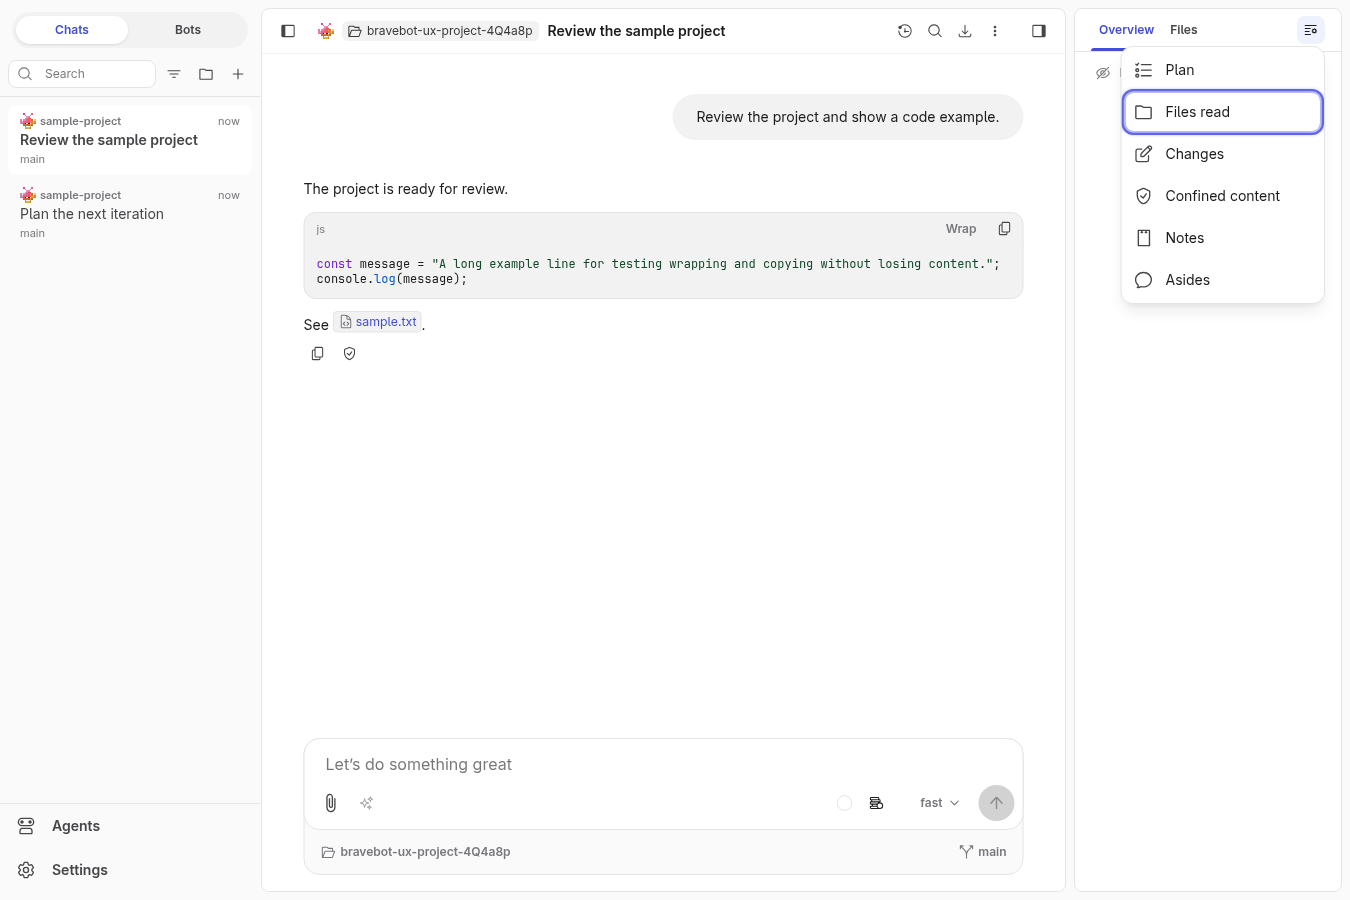 Chats
Bots
Search
sample-project
now
Review the sample project
main
sample-project
now
Plan the next iteration
main
Agents
Settings
bravebot-ux-project-4Q4a8p
Review the sample project
Review the project and show a code example.
The project is ready for review.
js
Wrap
const message = "A long example line for testing wrapping and copying without losing content.";
console.log(message);
See sample.txt.
Let’s do something great
fast
bravebot-ux-project-4Q4a8p
main
Overview
Files
Plan
Files read
Changes
Confined content
Notes
Asides